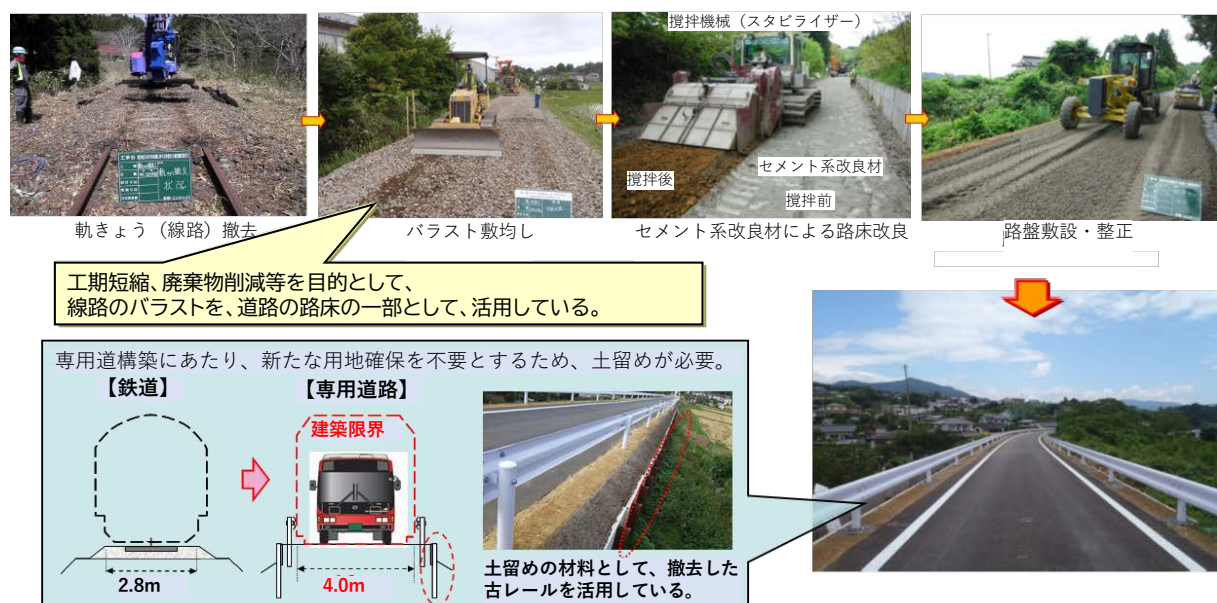 撹拌機械（スタビライザー）
撹拌後
セメント系改良材
撹拌前
状況
軌きょう（線路）撤去
バラスト敷均し
セメント系改良材による路床改良
路盤敷設・整正
工期短縮、廃棄物削減等を目的として、
線路のバラストを、道路の路床の一部として、活用している。
専用道構築にあたり、新たな用地確保を不要とするため、土留めが必要。
【鉄道】
【専用道路】
建築限界
2.8m
4.0m
土留めの材料として、撤去した
古レールを活用している。